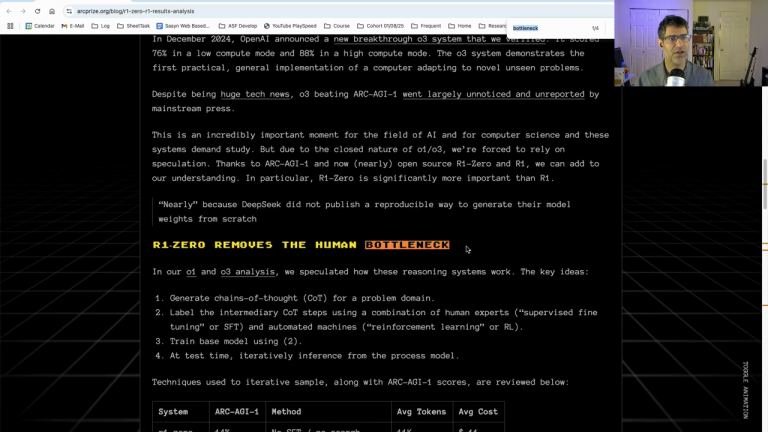 arcprize.org/blog/r1-zero-r1-results-analysis
Calendar E-Mail Log SheetTask Saayn Web Based... ASF Develop YouTube PlaySpeed Course Cohort 01/08/25 Frequent Home
bottleneck 1/4
In December 2024, OpenAI announced a new breakthrough o3 system that we verified. It scored
76% in a low compute mode and 88% in a high compute mode. The o3 system demonstrates the
first practical, general implementation of a computer adapting to novel unseen problems.
Despite being huge tech news, o3 beating ARC-AGI-1 went largely unnoticed and unreported by
mainstream press.
This is an incredibly important moment for the field of AI and for computer science and these
systems demand study. But due to the closed nature of o1/o3, we're forced to rely on
speculation. Thanks to ARC-AGI-1 and now (nearly) open source R1-Zero and R1, we can add to
our understanding. In particular, R1-Zero is significantly more important than R1.
“Nearly” because DeepSeek did not publish a reproducible way to generate their model
weights from scratch
R1-ZERO REMOVES THE HUMAN BOTTLENECK
In our o1 and o3 analysis, we speculated how these reasoning systems work. The key ideas:
1. Generate chains-of-thought (CoT) for a problem domain.
2. Label the intermediary CoT steps using a combination of human experts (“supervised fine
tuning” or SFT) and automated machines (“reinforcement learning” or RL).
3. Train base model using (2).
4. At test time, iteratively inference from the process model.
Techniques used to iterative sample, along with ARC-AGI-1 scores, are reviewed below:
System ARC-AGI-1 Method Avg Tokens Avg Cost
TOGGLE ANIMATION